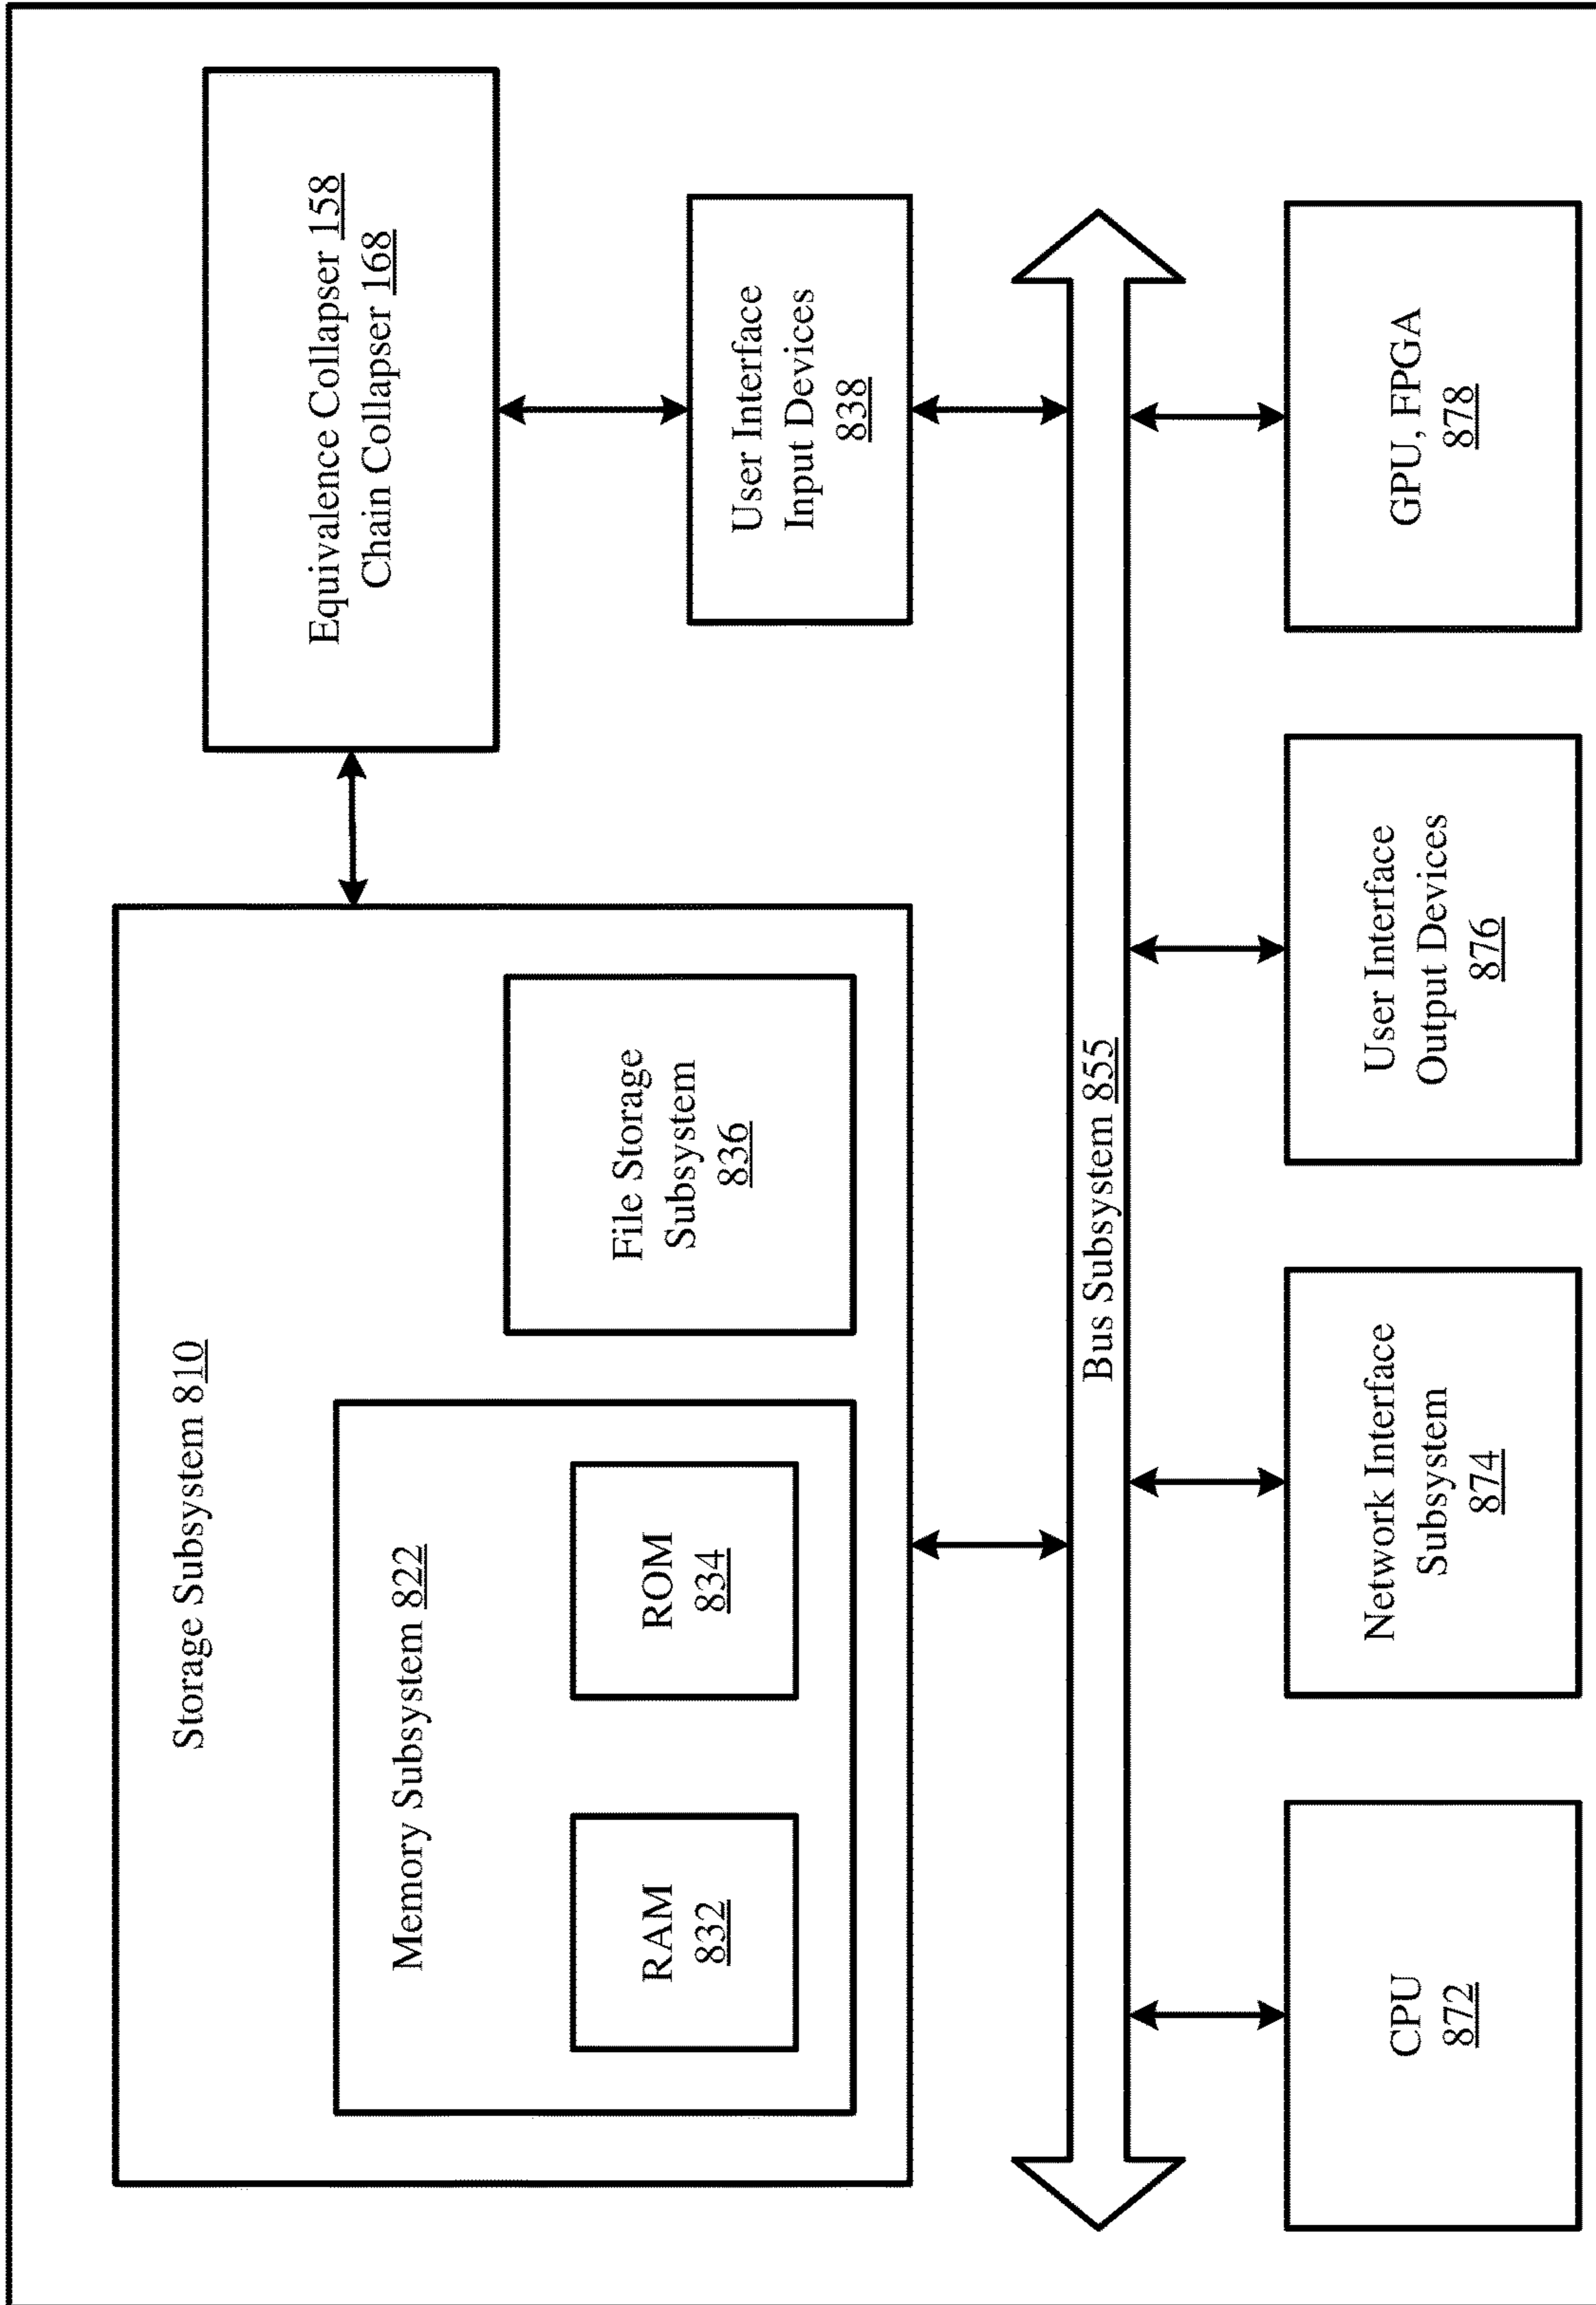 Storage Subsystem 810
Memory Subsystem 822
RAM
832
ROM
834
File Storage
Subsystem
836
Equivalence Collapser 158
Chain Collapser 168
User Interface
Input Devices
838
Bus Subsystem 855
CPU
872
Network Interface
Subsystem
874
User Interface
Output Devices
876
GPU, FPGA
878